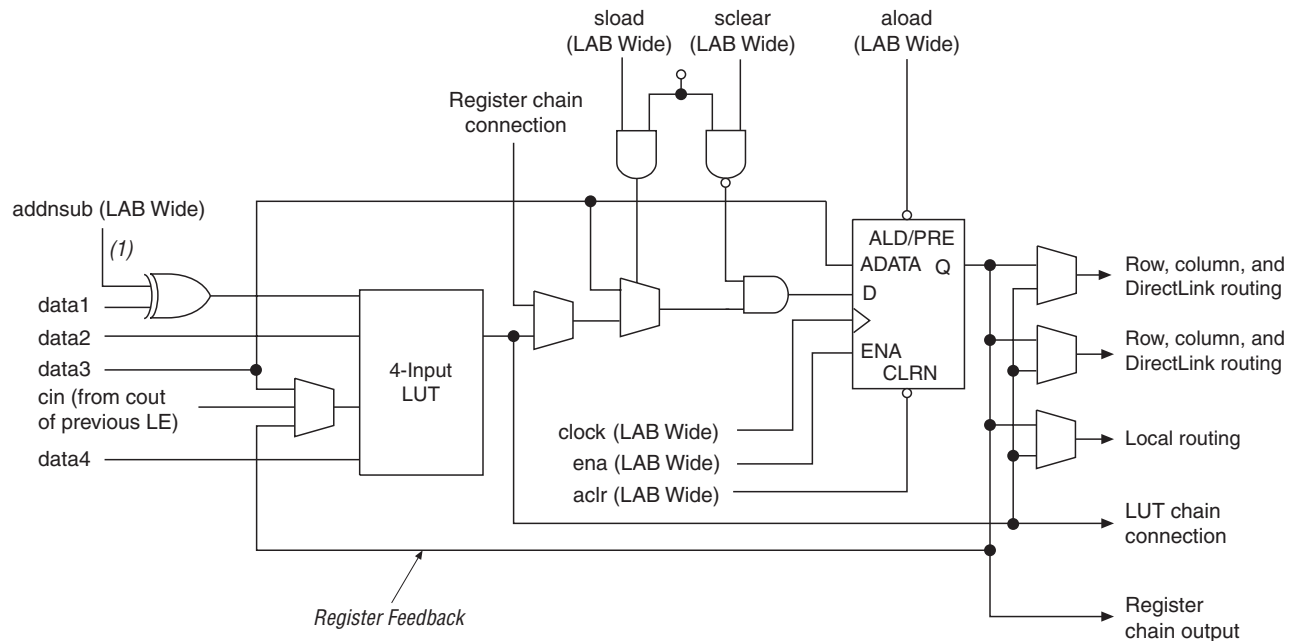 sload
(LAB Wide)
sclear
(LAB Wide)
aload
(LAB Wide)
Register chain
connection
addnsub (LAB Wide)
(1)
data1
data2
data3
cin (from cout
of previous LE)
data4
4-Input
LUT
ALD/PRE
ADATA
Q
D
ENA
CLRN
clock (LAB Wide)
ena (LAB Wide)
aclr (LAB Wide)
Row, column, and
DirectLink routing
Row, column, and
DirectLink routing
Local routing
LUT chain
connection
Register
chain output
Register Feedback